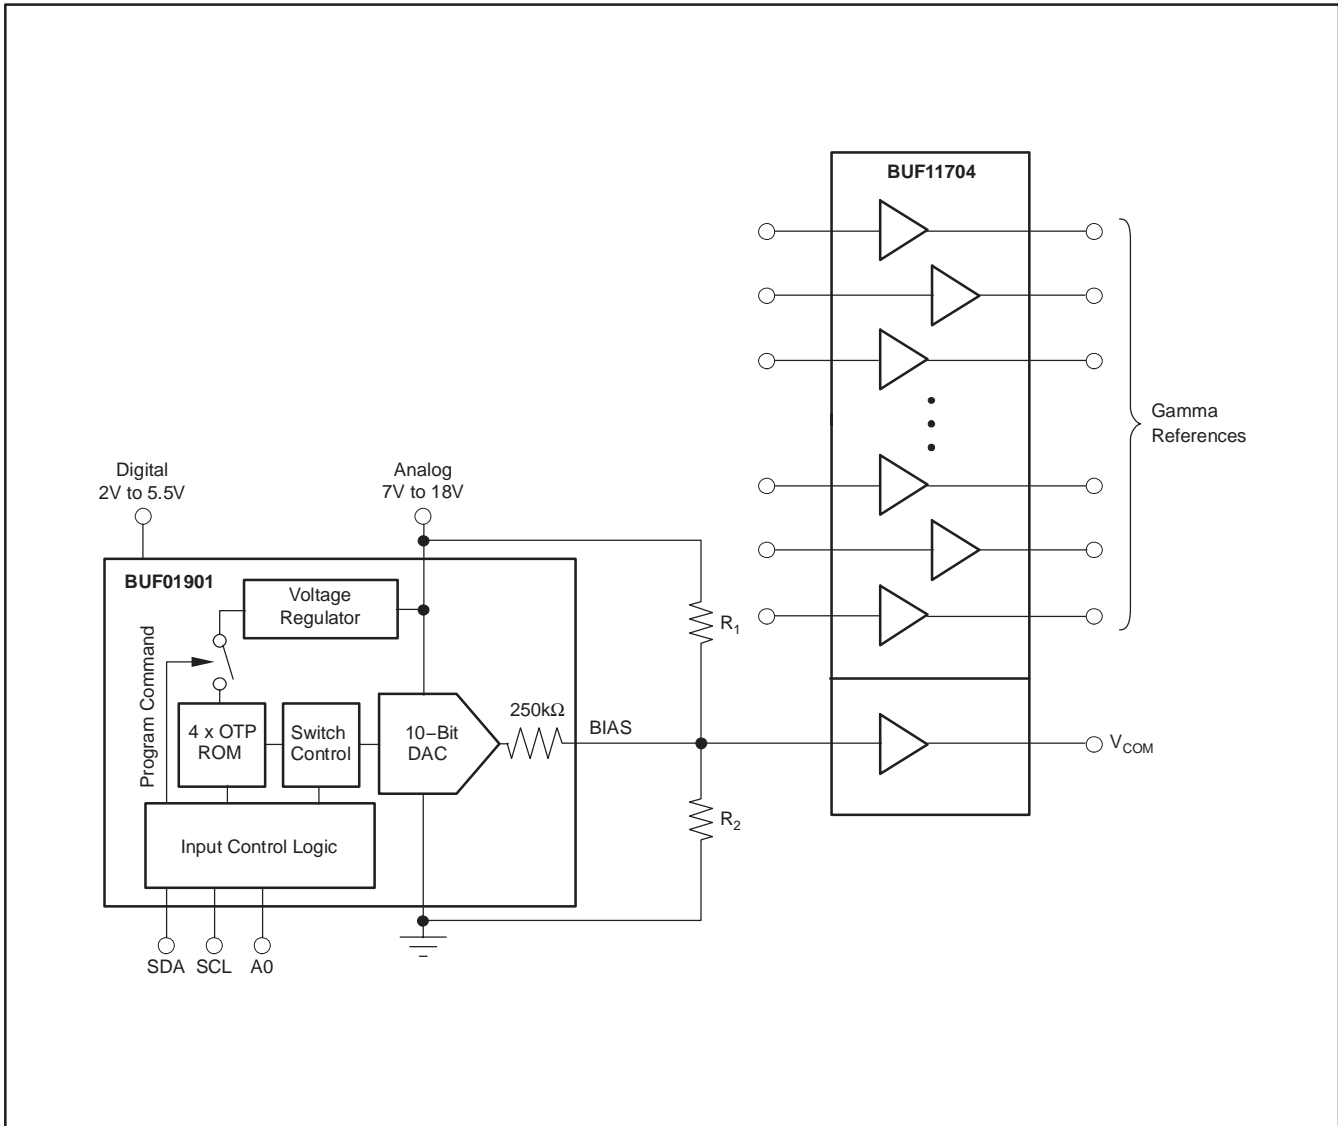 BUF11704
Gamma
References
Digital
2V to 5.5V
Analog
7V to 18V
BUF01901
Voltage
Regulator
Program Command
R1
250kΩ
BIAS
4 x OTP
ROM
Switch
Control
10−Bit
DAC
VCOM
R2
Input Control Logic
SDA SCL A0